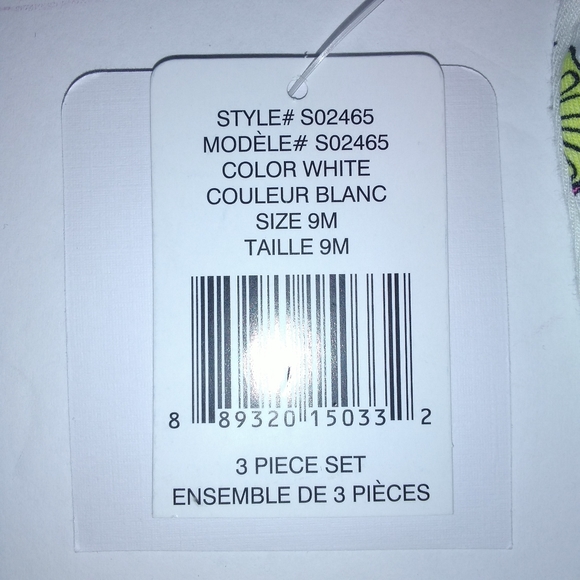 STYLE# S02465
MODÈLE# S02465
COLOR WHITE
COULEUR BLANC
SIZE 9M
TAILLE 9M
8 89320 15033 2
3 PIECE SET
ENSEMBLE DE 3 PIÈCES